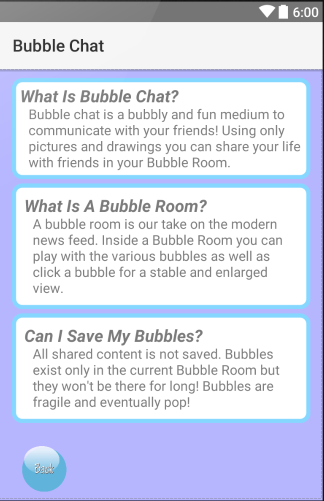 6:00
Bubble Chat
What Is Bubble Chat?
Bubble chat is a bubbly and fun medium to
communicate with your friends! Using only
pictures and drawings you can share your life
with friends in your Bubble Room.
What Is A Bubble Room?
A bubble room is our take on the modern
news feed. Inside a Bubble Room you can
play with the various bubbles as well as
click a bubble for a stable and enlarged
view.
Can I Save My Bubbles?
All shared content is not saved. Bubbles
exist only in the current Bubble Room but
they won't be there for long! Bubbles are
fragile and eventually pop!
Back